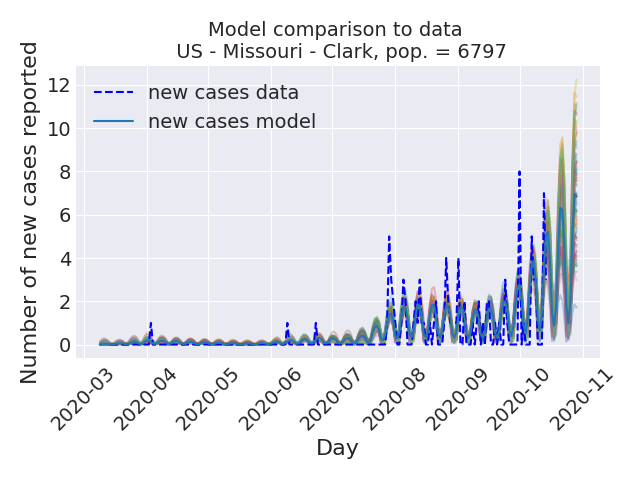 Model comparison to data
US - Missouri - Clark, pop. = 6797
Number of new cases reported
12
10
8
6
4
2
0
new cases data
new cases model
2020-03
2020-04
2020-05
2020-06
2020-07
2020-08
2020-09
2020-10
2020-11
Day